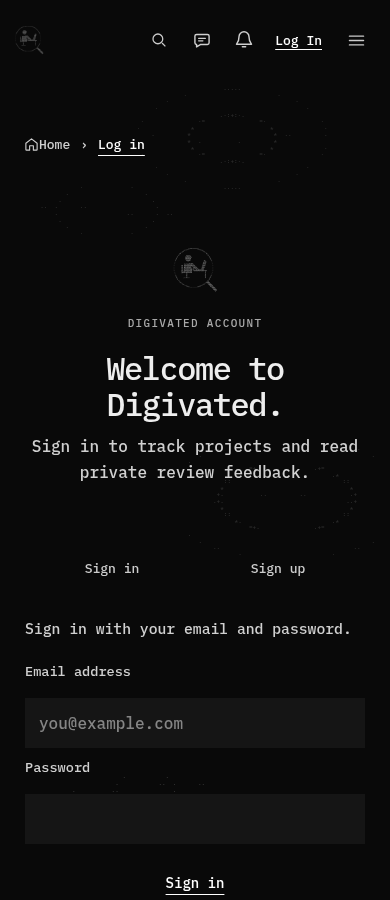 Log In
Home › Log in
DIGIVATED ACCOUNT
Welcome to
Digivated.
Sign in to track projects and read
private review feedback.
Sign in Sign up
Sign in with your email and password.
Email address
you@example.com
Password
Sign in